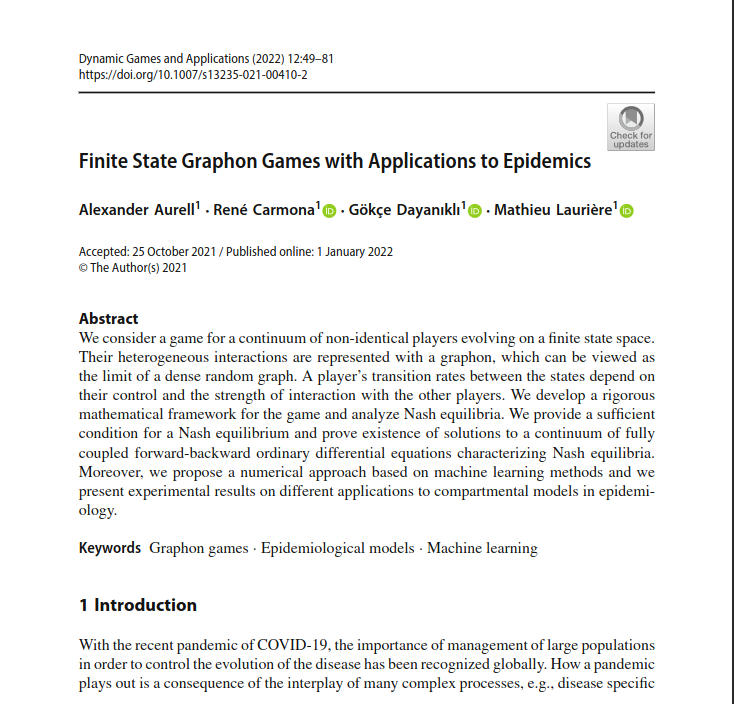 Dynamic Games and Applications (2022) 12:49–81
https://doi.org/10.1007/s13235-021-00410-2
Check for
updates
Finite State Graphon Games with Applications to Epidemics
Alexander Aurell¹ · René Carmona¹ iD · Gökçe Dayanıklı¹ iD · Mathieu Laurière¹ iD
Accepted: 25 October 2021 / Published online: 1 January 2022
© The Author(s) 2021
Abstract
We consider a game for a continuum of non-identical players evolving on a finite state space.
Their heterogeneous interactions are represented with a graphon, which can be viewed as
the limit of a dense random graph. A player’s transition rates between the states depend on
their control and the strength of interaction with the other players. We develop a rigorous
mathematical framework for the game and analyze Nash equilibria. We provide a sufficient
condition for a Nash equilibrium and prove existence of solutions to a continuum of fully
coupled forward-backward ordinary differential equations characterizing Nash equilibria.
Moreover, we propose a numerical approach based on machine learning methods and we
present experimental results on different applications to compartmental models in epidemi-
ology.
Keywords Graphon games · Epidemiological models · Machine learning
1 Introduction
With the recent pandemic of COVID-19, the importance of management of large populations
in order to control the evolution of the disease has been recognized globally. How a pandemic
plays out is a consequence of the interplay of many complex processes, e.g., disease specific